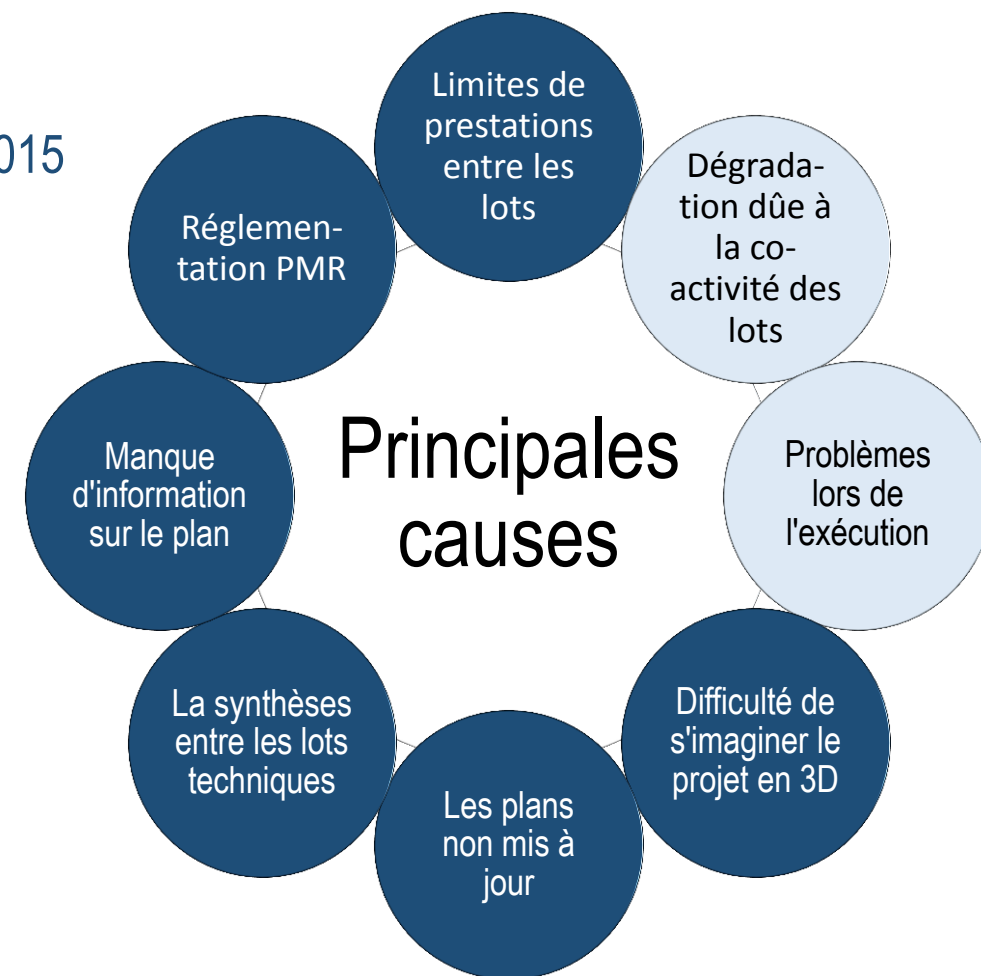 015
Limites de
prestations
entre les
lots
Dégrada-
tion dûe à
la co-
activité des
lots
Problèmes
lors de
l'exécution
Difficulté de
s'imaginer le
projet en 3D
Les plans
non mis à
jour
La synthèses
entre les lots
techniques
Manque
d'information
sur le plan
Réglemen-
tation PMR
Principales
causes